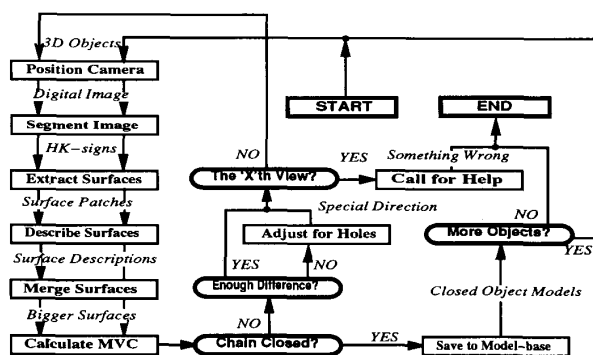 3D Objects
Position Camera
Digital Image
Segment Image
HK-signs
Extract Surfaces
Surface Patches
Describe Surfaces
Surface Descriptions
Merge Surfaces
Bigger Surfaces
Calculate MVC
START
END
NO
The 'X'th View?
YES
Something Wrong
Call for Help
Special Direction
Adjust for Holes
YES
NO
Enough Difference?
NO
Chain Closed?
YES
Save to Model-base
Closed Object Models
More Objects?
NO
YES